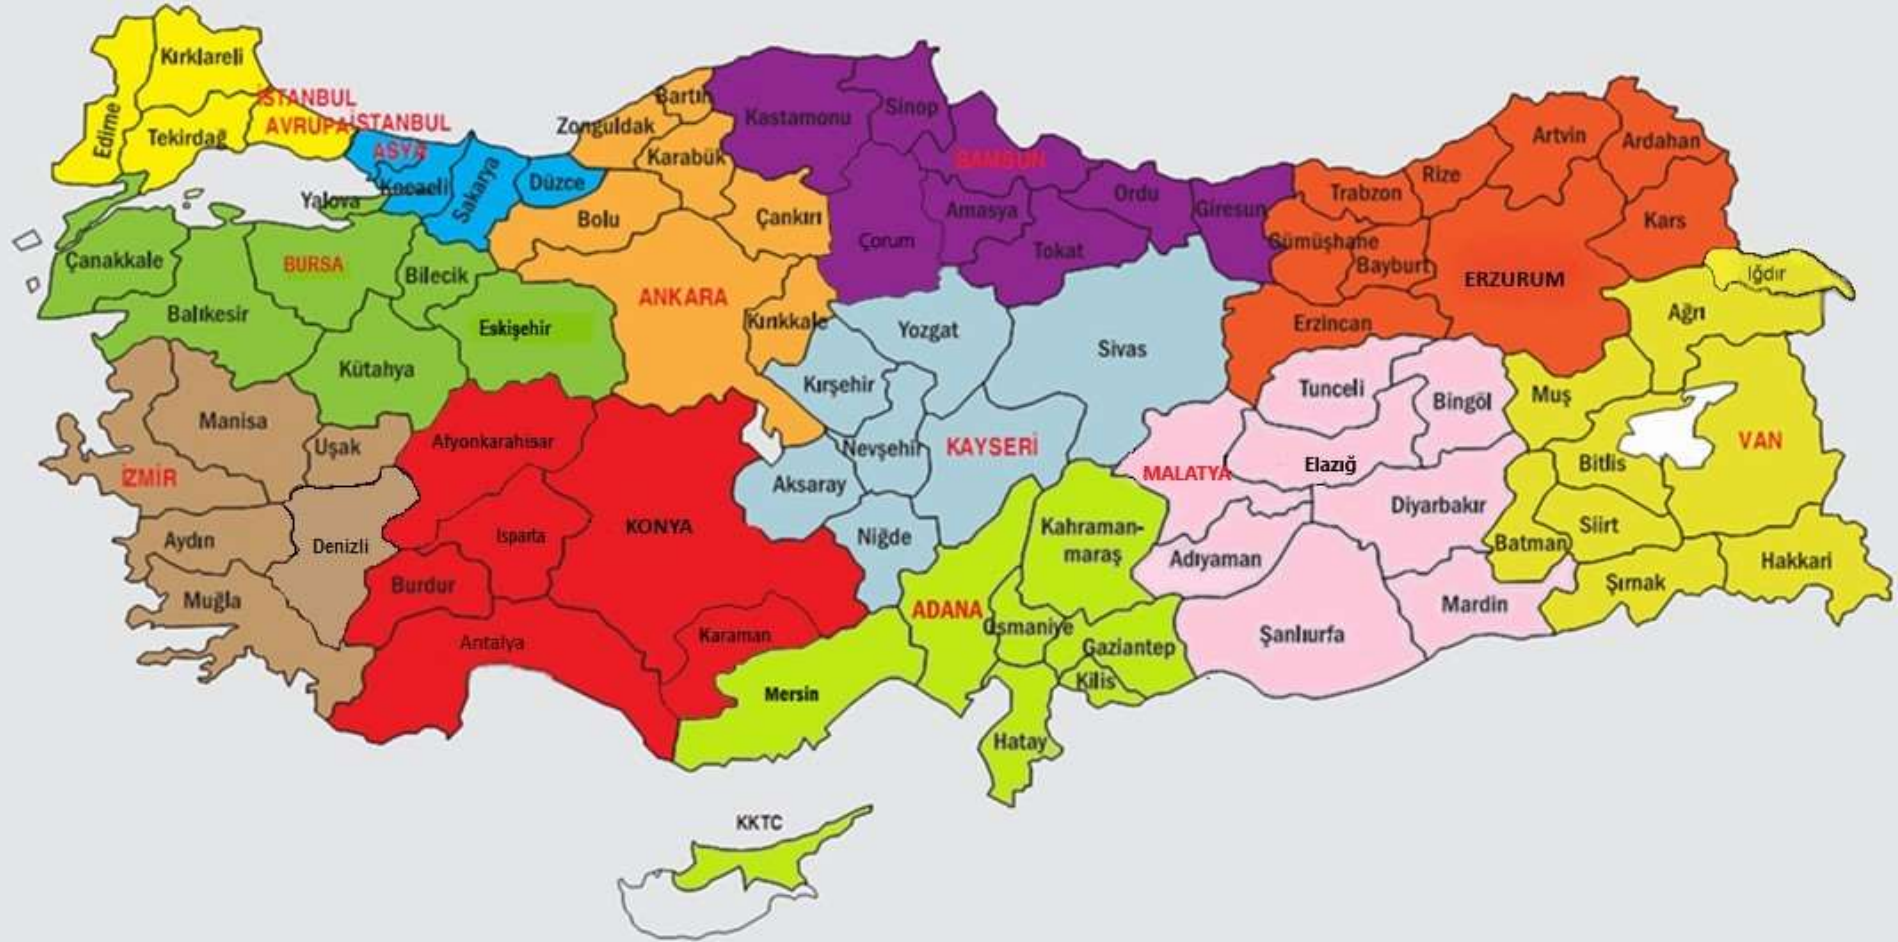 Kırklareli
Edirne
Tekirdağ
İSTANBUL
AVRUPA
İSTANBUL
ASYA
Kocaeli
Sakarya
Düzce
Yalova
Zonguldak
Bartın
Karabük
Bolu
Çankırı
ANKARA
Kırıkkale
Kastamonu
Sinop
SAMSUN
Çorum
Amasya
Tokat
Ordu
Giresun
Trabzon
Rize
Artvin
Ardahan
Gümüşhane
Bayburt
ERZURUM
Kars
Erzincan
Iğdır
Ağrı
Çanakkale
BURSA
Bilecik
Balıkesir
Eskişehir
Kütahya
Yozgat
Sivas
Kırşehir
Nevşehir
KAYSERİ
Aksaray
Niğde
Manisa
Uşak
İZMİR
Aydın
Denizli
Muğla
Afyonkarahisar
Isparta
KONYA
Burdur
Antalya
Karaman
Mersin
ADANA
Kahraman-
maraş
Osmaniye
Gaziantep
Kilis
Hatay
MALATYA
Tunceli
Bingöl
Elazığ
Diyarbakır
Adıyaman
Şanlıurfa
Mardin
Muş
Bitlis
VAN
Batman
Siirt
Şırnak
Hakkari
KKTC